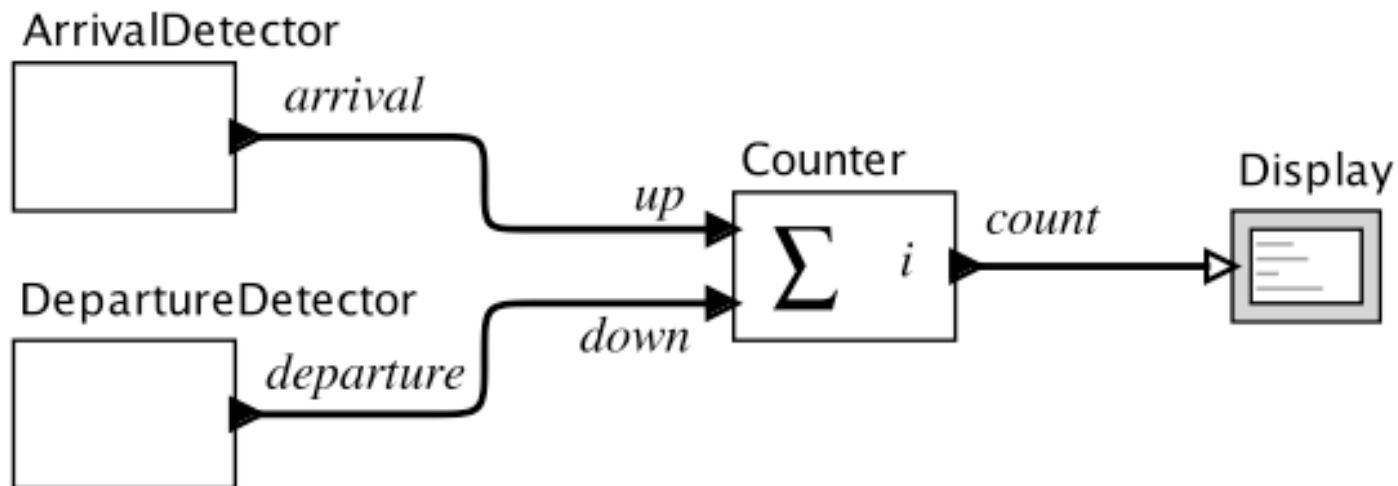 ArrivalDetector
arrival
up
Counter
Σ i
count
Display
DepartureDetector
departure
down